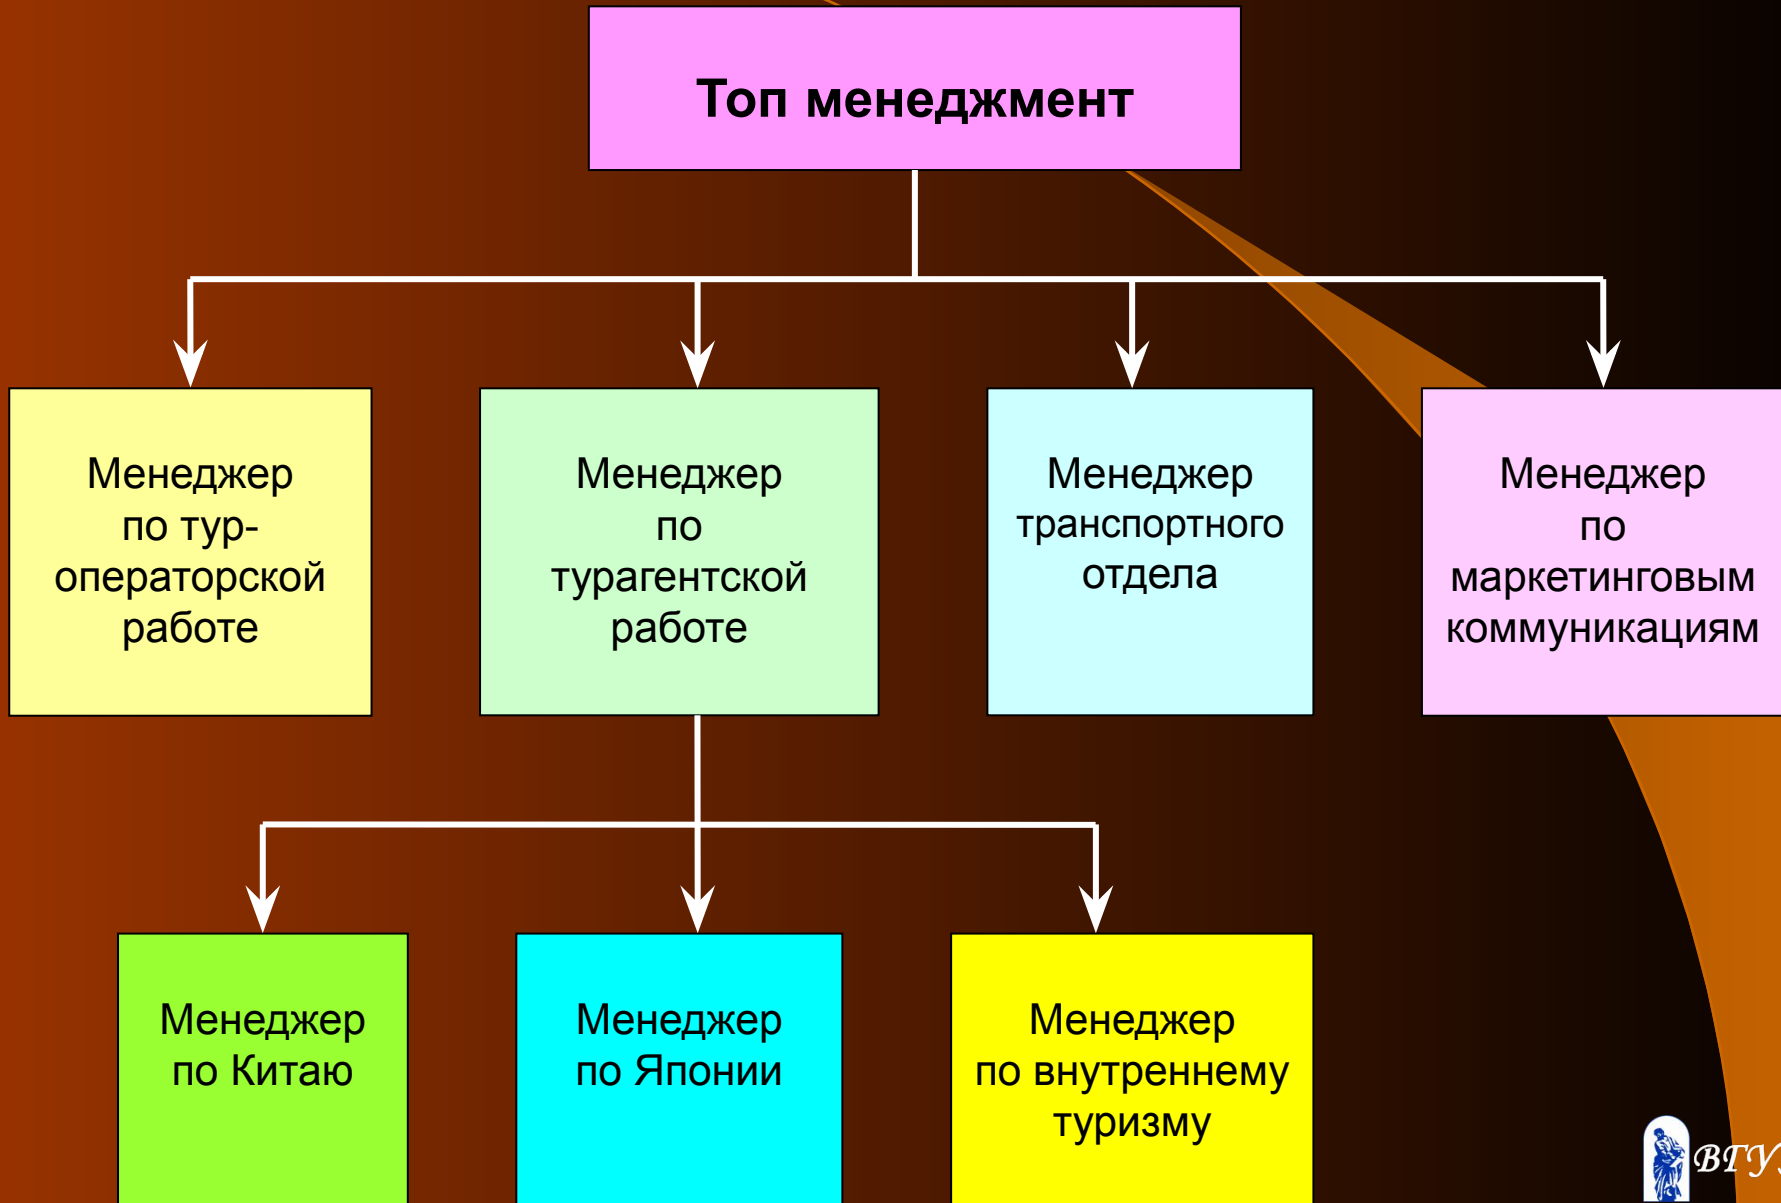 Топ менеджмент
Менеджер
по тур-
операторской
работе
Менеджер
по
турагентской
работе
Менеджер
транспортного
отдела
Менеджер
по
маркетинговым
коммуникациям
Менеджер
по Китаю
Менеджер
по Японии
Менеджер
по внутреннему
туризму